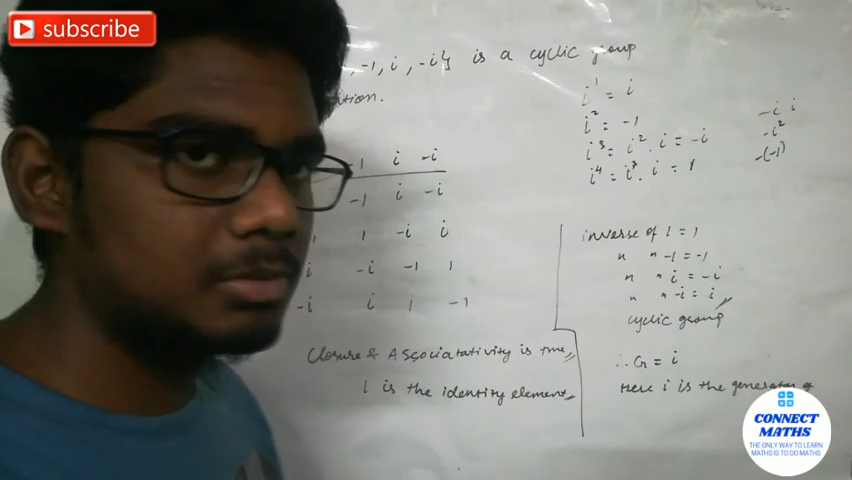 subscribe
, -1, i, -i} is a cyclic group
ation.
-1 i -i
-1 i -i
1 -i i
i -i -1 1
-i i 1 -1
Closure & Associatativity is true,,
1 is the identity element,,
i¹ = i
i² = -1
i³ = i². i = -i
i⁴ = i³. i = 1
-i i
-i²
-(-1)
inverse of 1 = 1
" " -1 = -1
" " i = -i
" " -i = i
cyclic group
∴ G = i
Here i is the generator of
CONNECT
MATHS
THE ONLY WAY TO LEARN
MATHS IS TO DO MATHS